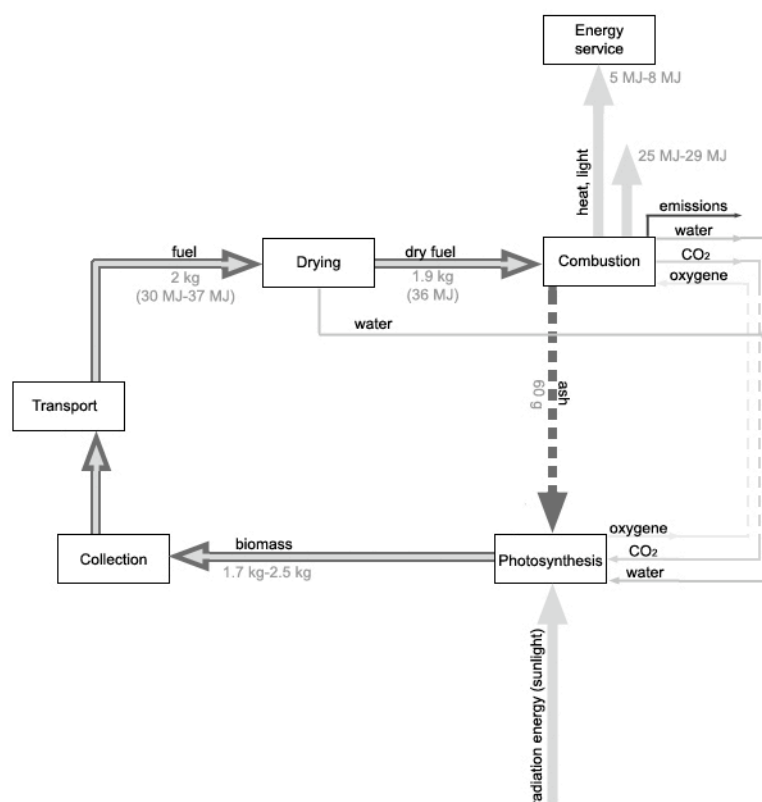 Energy
service
5 MJ-8 MJ
25 MJ-29 MJ
heat, light
emissions
water
CO₂
oxygene
fuel
2 kg
(30 MJ-37 MJ)
Drying
dry fuel
1.9 kg
(36 MJ)
Combustion
water
ash
60 g
Transport
Collection
biomass
1.7 kg-2.5 kg
Photosynthesis
oxygene
CO₂
water
radiation energy (sunlight)